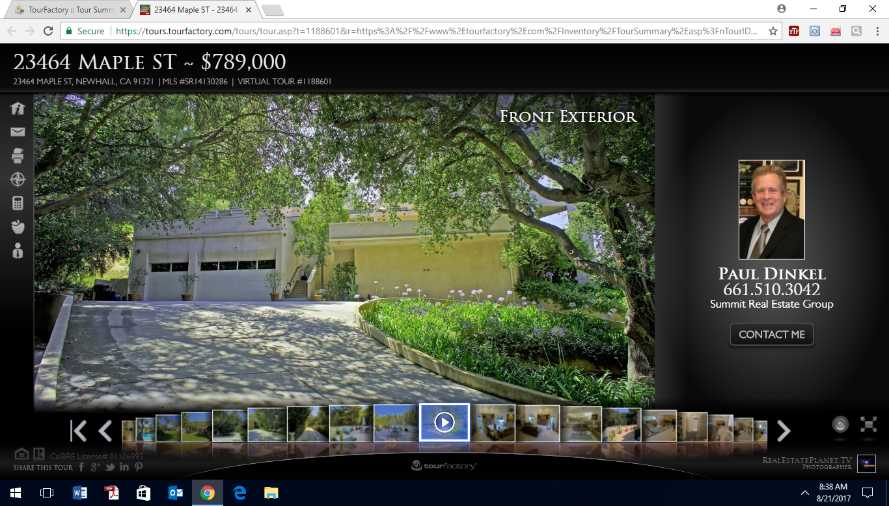 TourFactory :: Tour Summ
23464 Maple ST - 23464
Secure
https://tours.tourfactory.com/tours/tour.asp?t=1188601&r=https%3A%2F%2Fwww%2Etourfactory%2Ecom%2FInventory%2FTourSummary%2Easp%3FnTourID...
23464 Maple ST ~ $789,000
23464 MAPLE ST, NEWHALL, CA 91321 | MLS #SR14130286 | VIRTUAL TOUR #1188601
Front Exterior
Paul Dinkel
661.510.3042
Summit Real Estate Group
CONTACT ME
CalBRE License#
SHARE THIS TOUR
tourfactory
RealEstatePlanet.TV
Photographer
8:38 AM
8/21/2017